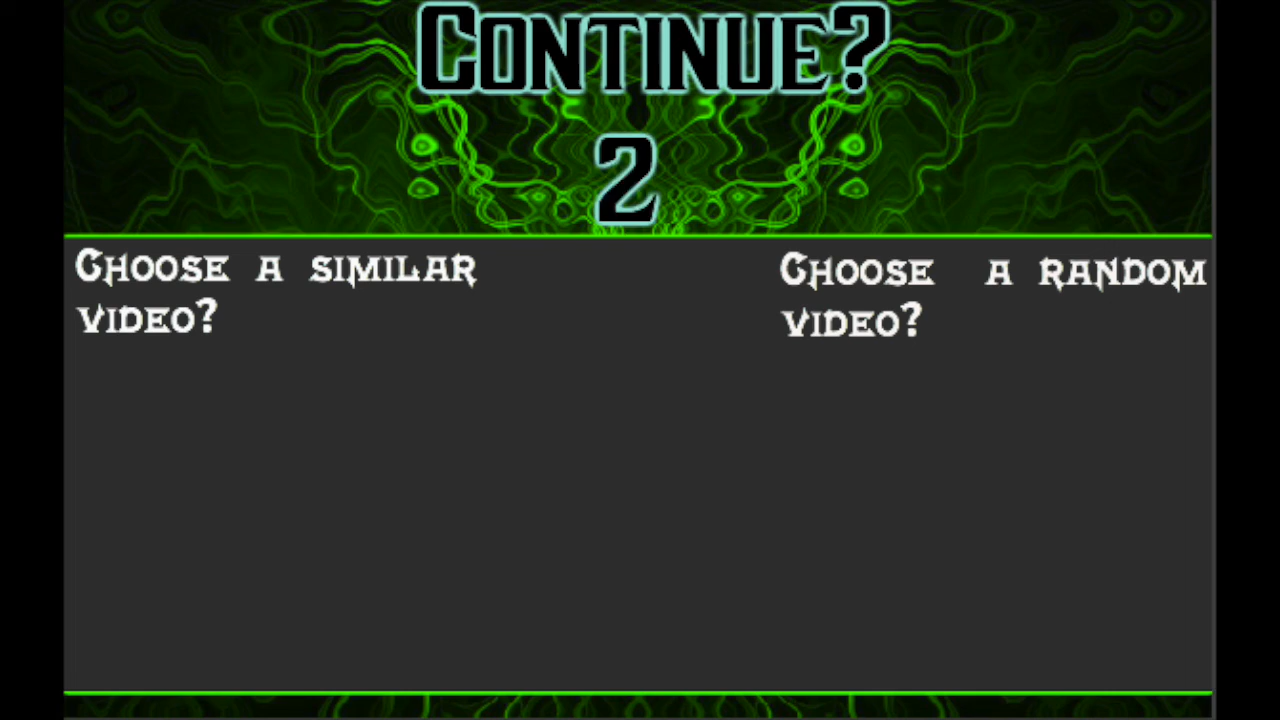 Continue?
2
Choose a similar
video?
Choose a random
video?